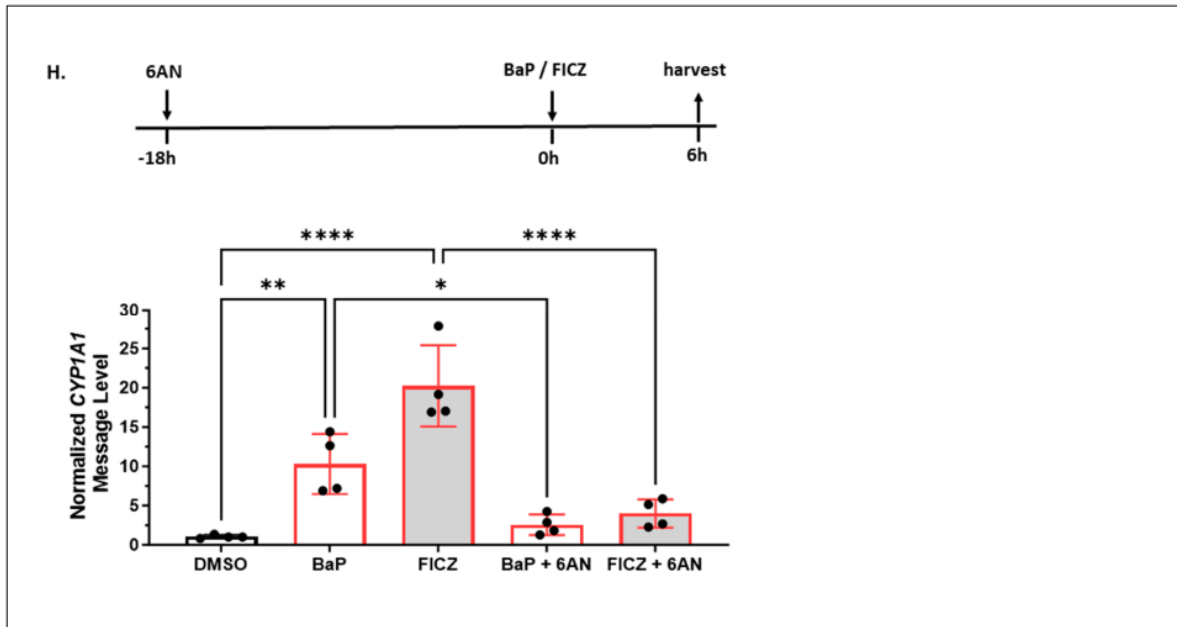 H. 6AN BaP / FICZ harvest
-18h 0h 6h
**** ****
** *
Normalized CYP1A1
Message Level
30
25
20
15
10
5
0
DMSO BaP FICZ BaP + 6AN FICZ + 6AN